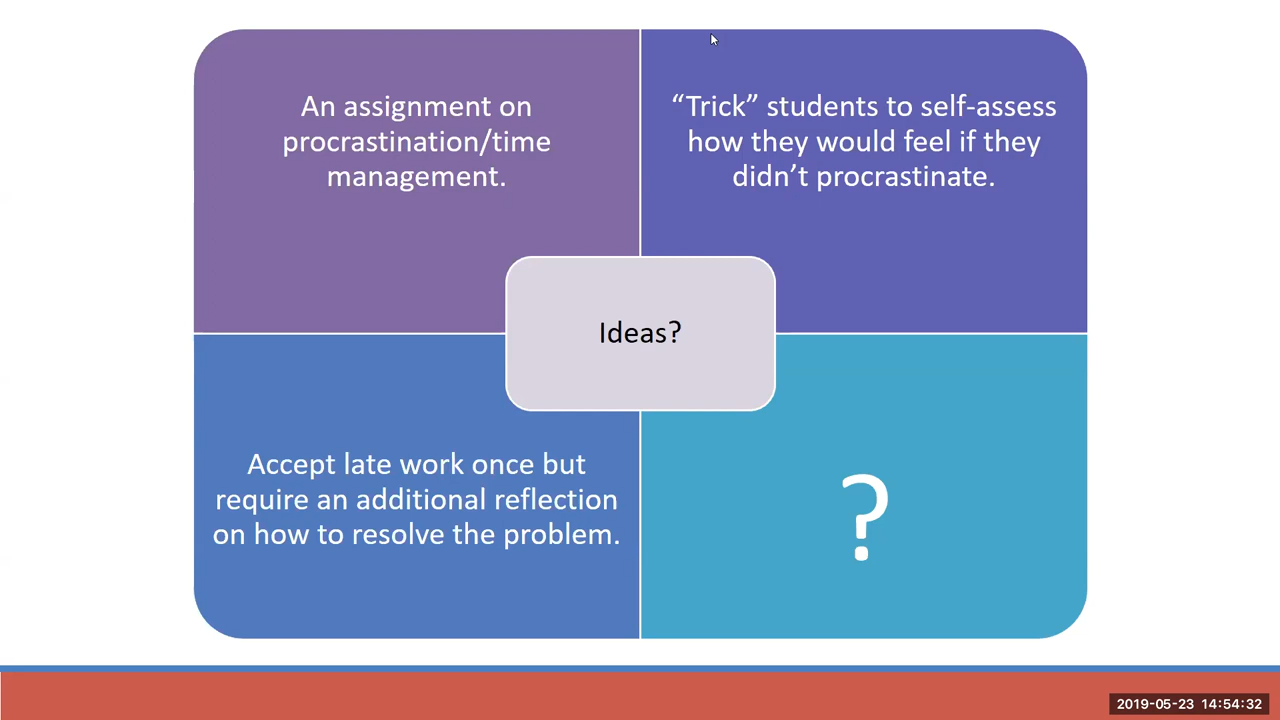 An assignment on
procrastination/time
management.
“Trick” students to self-assess
how they would feel if they
didn’t procrastinate.
Ideas?
Accept late work once but
require an additional reflection
on how to resolve the problem.
?
2019-05-23 14:54:32